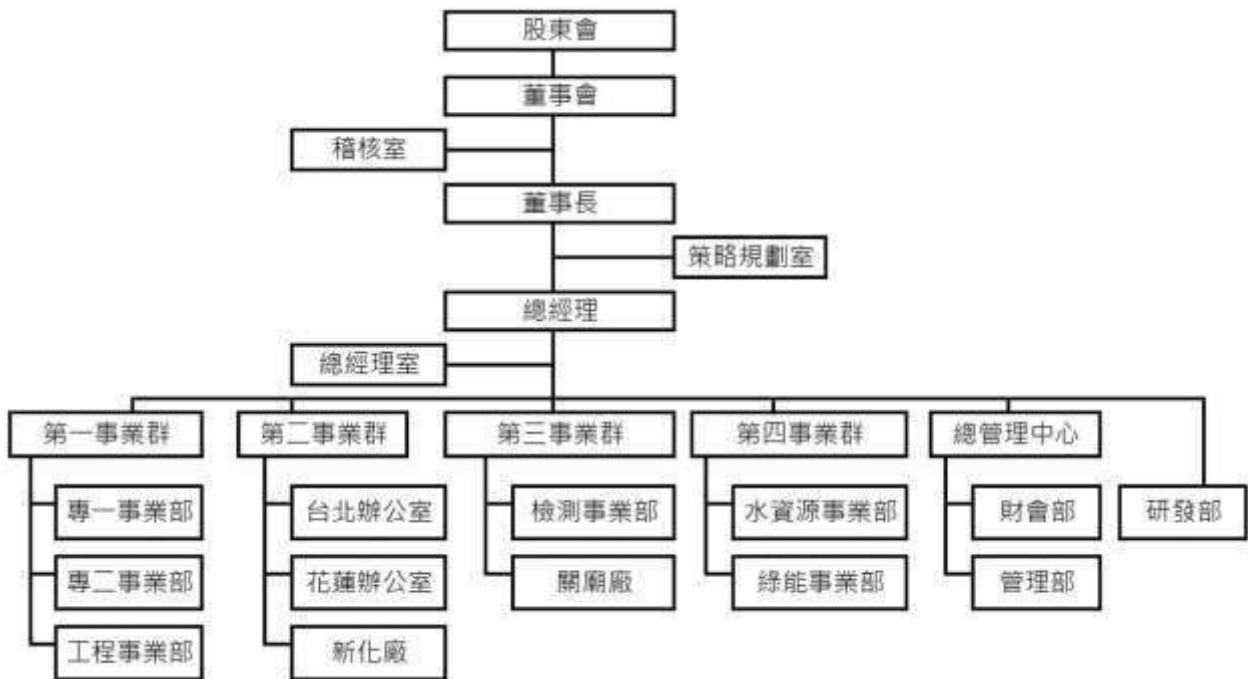 股東會
董事會
稽核室
董事長
策略規劃室
總經理
總經理室
第一事業群
第二事業群
第三事業群
第四事業群
總管理中心
專一事業部
台北辦公室
檢測事業部
水資源事業部
財會部
研發部
專二事業部
花蓮辦公室
關廟廠
綠能事業部
管理部
工程事業部
新化廠